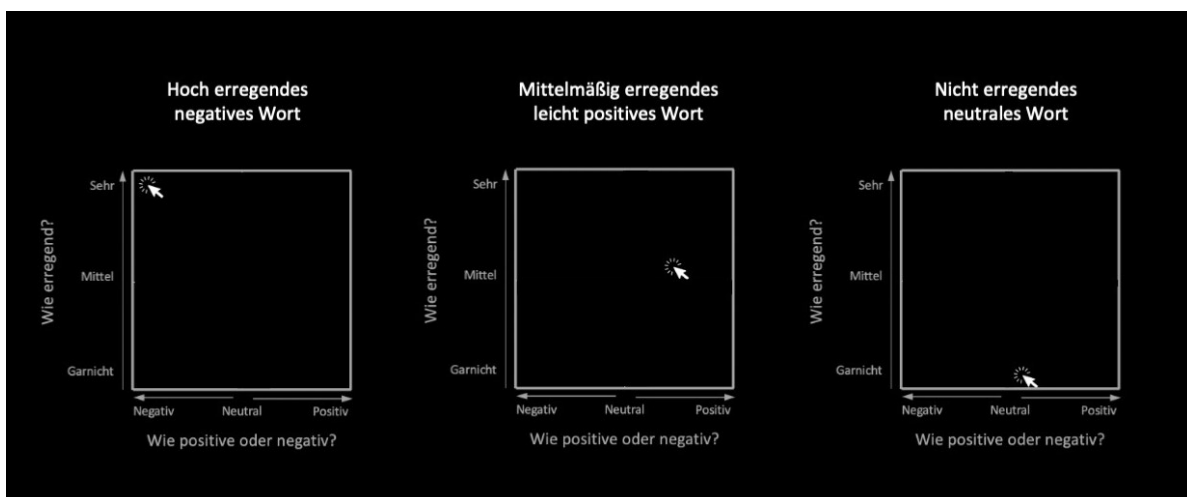 Hoch erregendes
negatives Wort
Sehr
Mittel
Garnicht
Wie erregend?
Negativ Neutral Positiv
Wie positive oder negativ?
Mittelmäßig erregendes
leicht positives Wort
Sehr
Mittel
Garnicht
Wie erregend?
Negativ Neutral Positiv
Wie positive oder negativ?
Nicht erregendes
neutrales Wort
Sehr
Mittel
Garnicht
Wie erregend?
Negativ Neutral Positiv
Wie positive oder negativ?